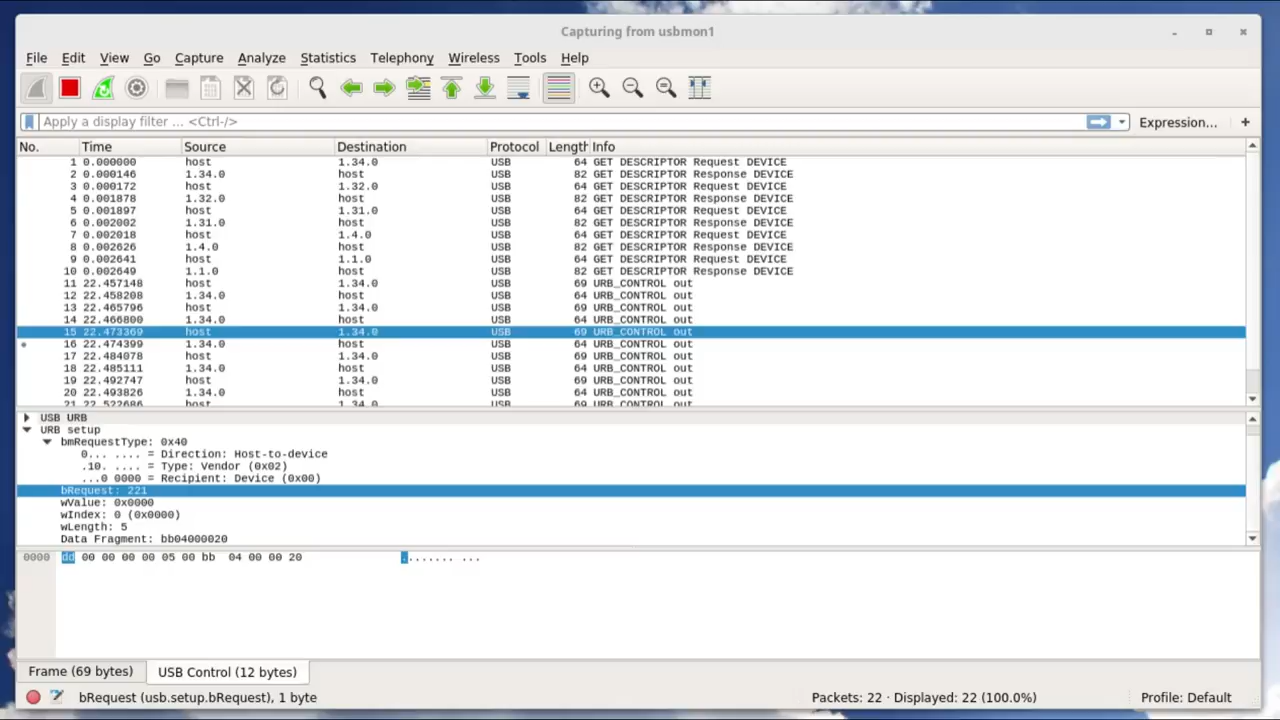 Capturing from usbmon1
File Edit View Go Capture Analyze Statistics Telephony Wireless Tools Help
Apply a display filter ... <Ctrl-/> Expression... +
No. Time Source Destination Protocol Length Info
1 0.000000 host 1.34.0 USB 64 GET DESCRIPTOR Request DEVICE
2 0.000146 1.34.0 host USB 82 GET DESCRIPTOR Response DEVICE
3 0.000172 host 1.32.0 USB 64 GET DESCRIPTOR Request DEVICE
4 0.001878 1.32.0 host USB 82 GET DESCRIPTOR Response DEVICE
5 0.001897 host 1.31.0 USB 64 GET DESCRIPTOR Request DEVICE
6 0.002002 1.31.0 host USB 82 GET DESCRIPTOR Response DEVICE
7 0.002018 host 1.4.0 USB 64 GET DESCRIPTOR Request DEVICE
8 0.002626 1.4.0 host USB 82 GET DESCRIPTOR Response DEVICE
9 0.002641 host 1.1.0 USB 64 GET DESCRIPTOR Request DEVICE
10 0.002649 1.1.0 host USB 82 GET DESCRIPTOR Response DEVICE
11 22.457148 host 1.34.0 USB 69 URB_CONTROL out
12 22.458208 1.34.0 host USB 64 URB_CONTROL out
13 22.465796 host 1.34.0 USB 69 URB_CONTROL out
14 22.466800 1.34.0 host USB 64 URB_CONTROL out
15 22.473369 host 1.34.0 USB 69 URB_CONTROL out
16 22.474399 1.34.0 host USB 64 URB_CONTROL out
17 22.484078 host 1.34.0 USB 69 URB_CONTROL out
18 22.485111 1.34.0 host USB 64 URB_CONTROL out
19 22.492747 host 1.34.0 USB 69 URB_CONTROL out
20 22.493826 1.34.0 host USB 64 URB_CONTROL out
21 22.522686 host 1.34.0 USB 69 URB_CONTROL out
USB URB
URB setup
bmRequestType: 0x40
0... .... = Direction: Host-to-device
.10. .... = Type: Vendor (0x02)
...0 0000 = Recipient: Device (0x00)
bRequest: 221
wValue: 0x0000
wIndex: 0 (0x0000)
wLength: 5
Data Fragment: bb04000020
0000 dd 00 00 00 00 05 00 bb 04 00 00 20 ........ ...
Frame (69 bytes) USB Control (12 bytes)
bRequest (usb.setup.bRequest), 1 byte Packets: 22 · Displayed: 22 (100.0%) Profile: Default